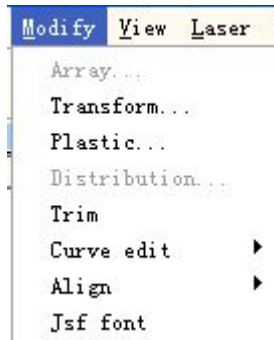 Modify View Laser
Array...
Transform...
Plastic...
Distribution...
Trim
Curve edit
Align
Jsf font